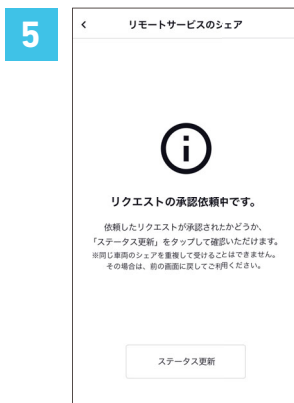 5
< リモートサービスのシェア
リクエストの承認依頼中です。
依頼したリクエストが承認されたかどうか、
「ステータス更新」をタップして確認いただけます。
※同じ車両のシェアを重複して受けることはできません。
その場合は、前の画面に戻してご利用ください。
ステータス更新